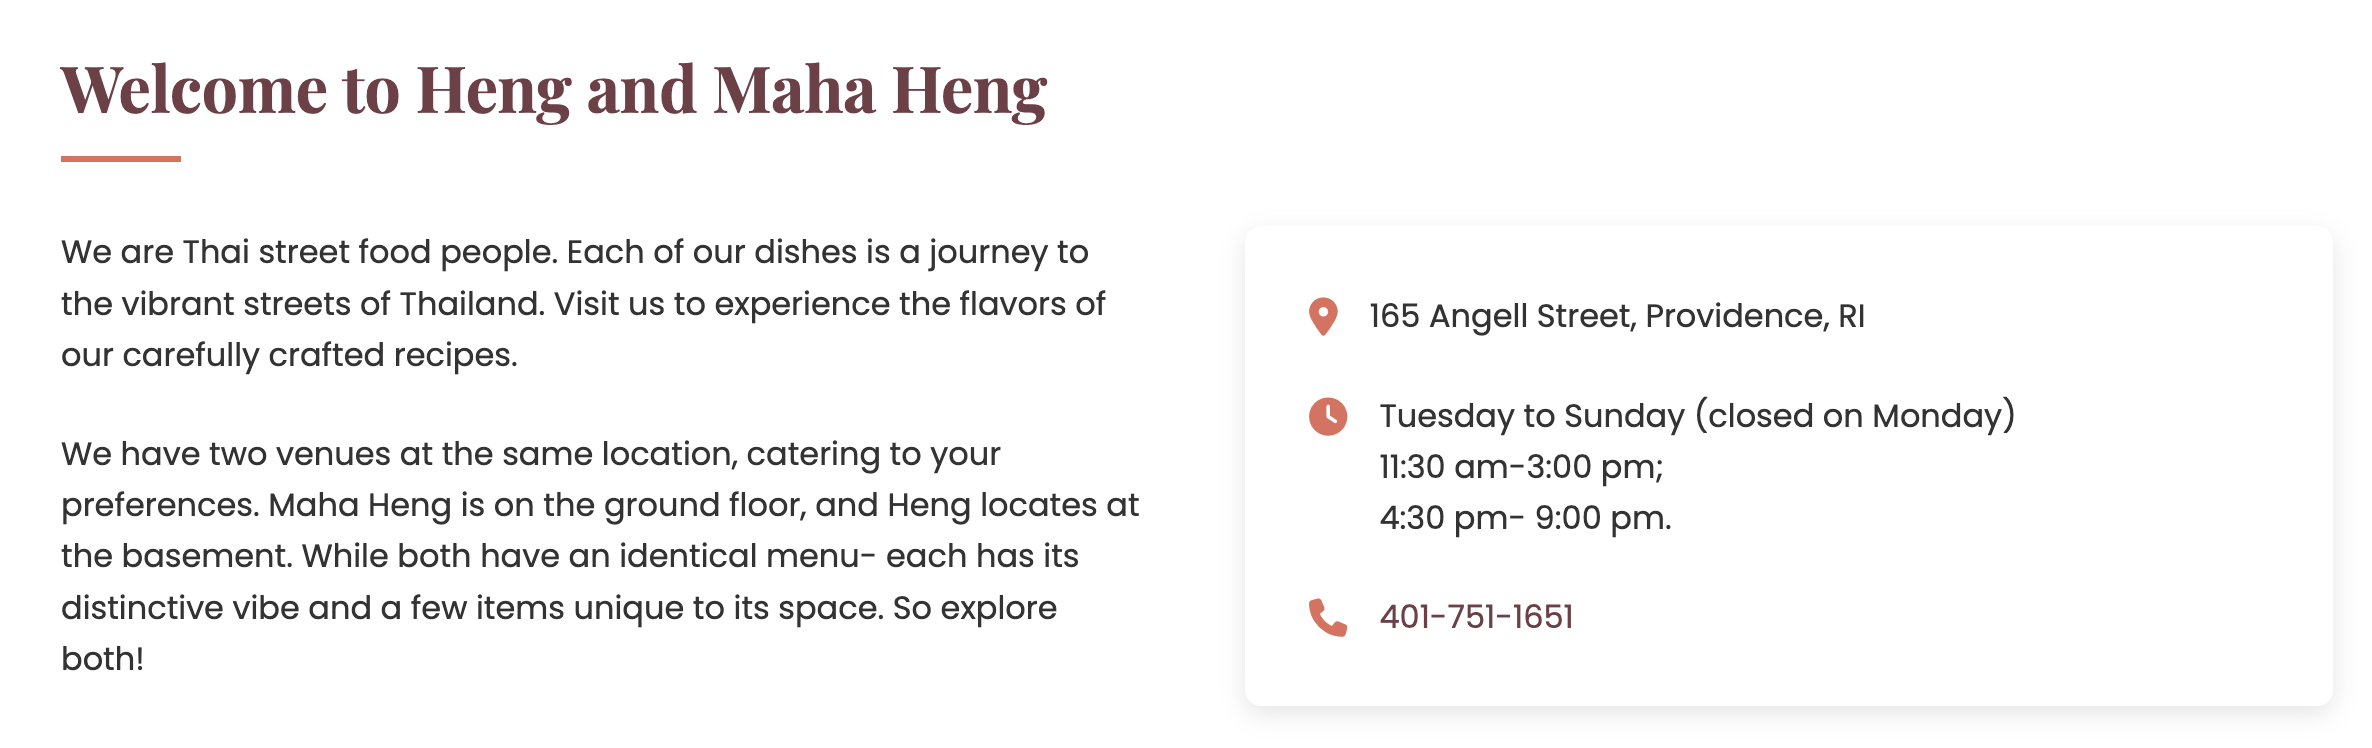 Welcome to Heng and Maha Heng
We are Thai street food people. Each of our dishes is a journey to
the vibrant streets of Thailand. Visit us to experience the flavors of
our carefully crafted recipes.
We have two venues at the same location, catering to your
preferences. Maha Heng is on the ground floor, and Heng locates at
the basement. While both have an identical menu- each has its
distinctive vibe and a few items unique to its space. So explore
both!
165 Angell Street, Providence, RI
Tuesday to Sunday (closed on Monday)
11:30 am-3:00 pm;
4:30 pm- 9:00 pm.
401-751-1651